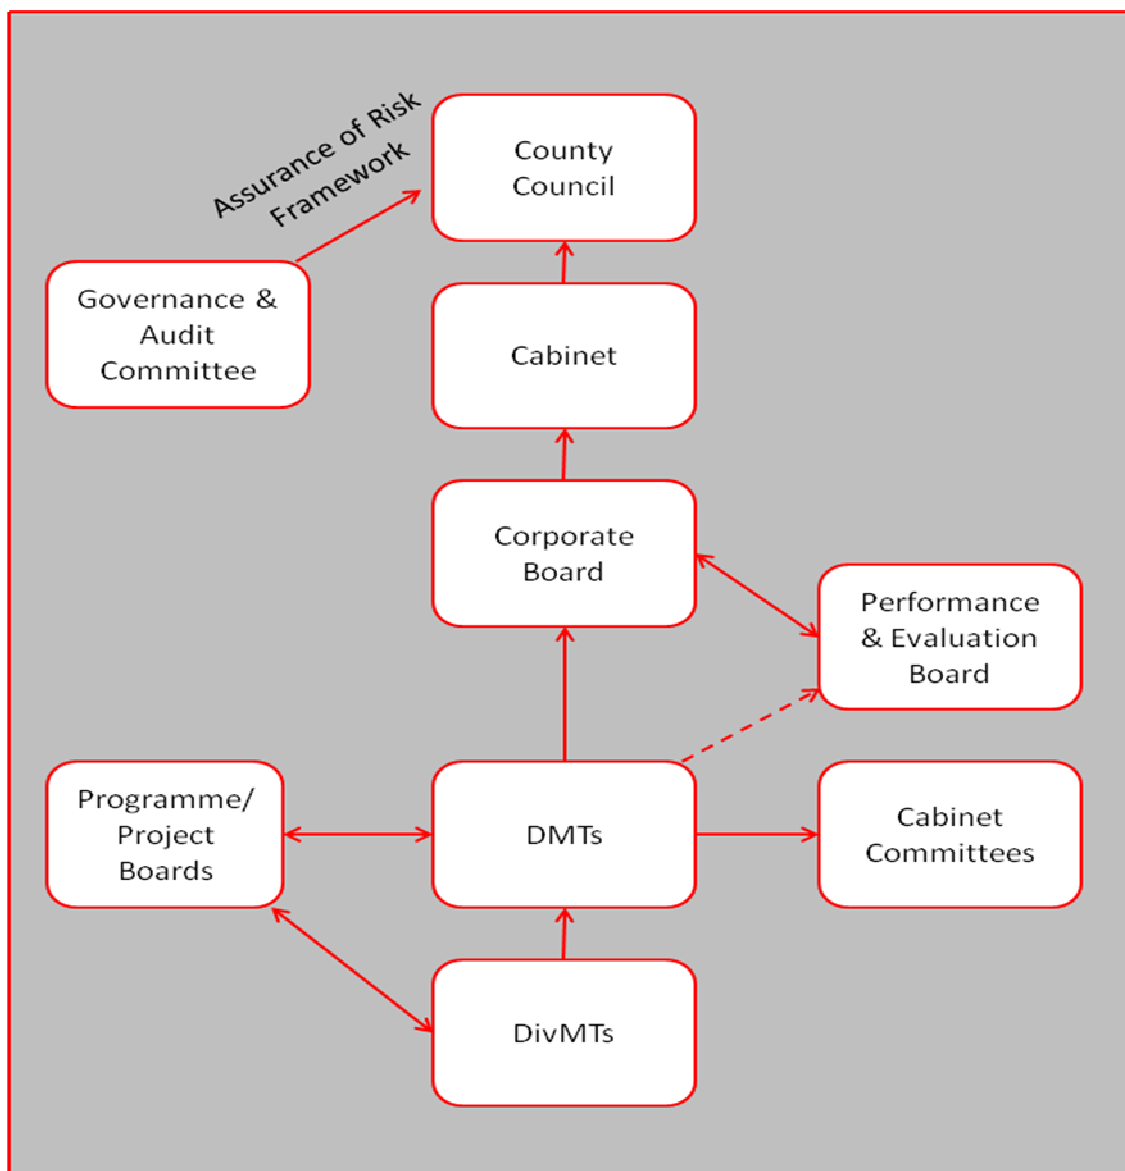 Assurance of Risk
Framework
County
Council
Governance &
Audit
Committee
Cabinet
Corporate
Board
Performance
& Evaluation
Board
Programme/
Project
Boards
DMTs
Cabinet
Committees
DivMTs